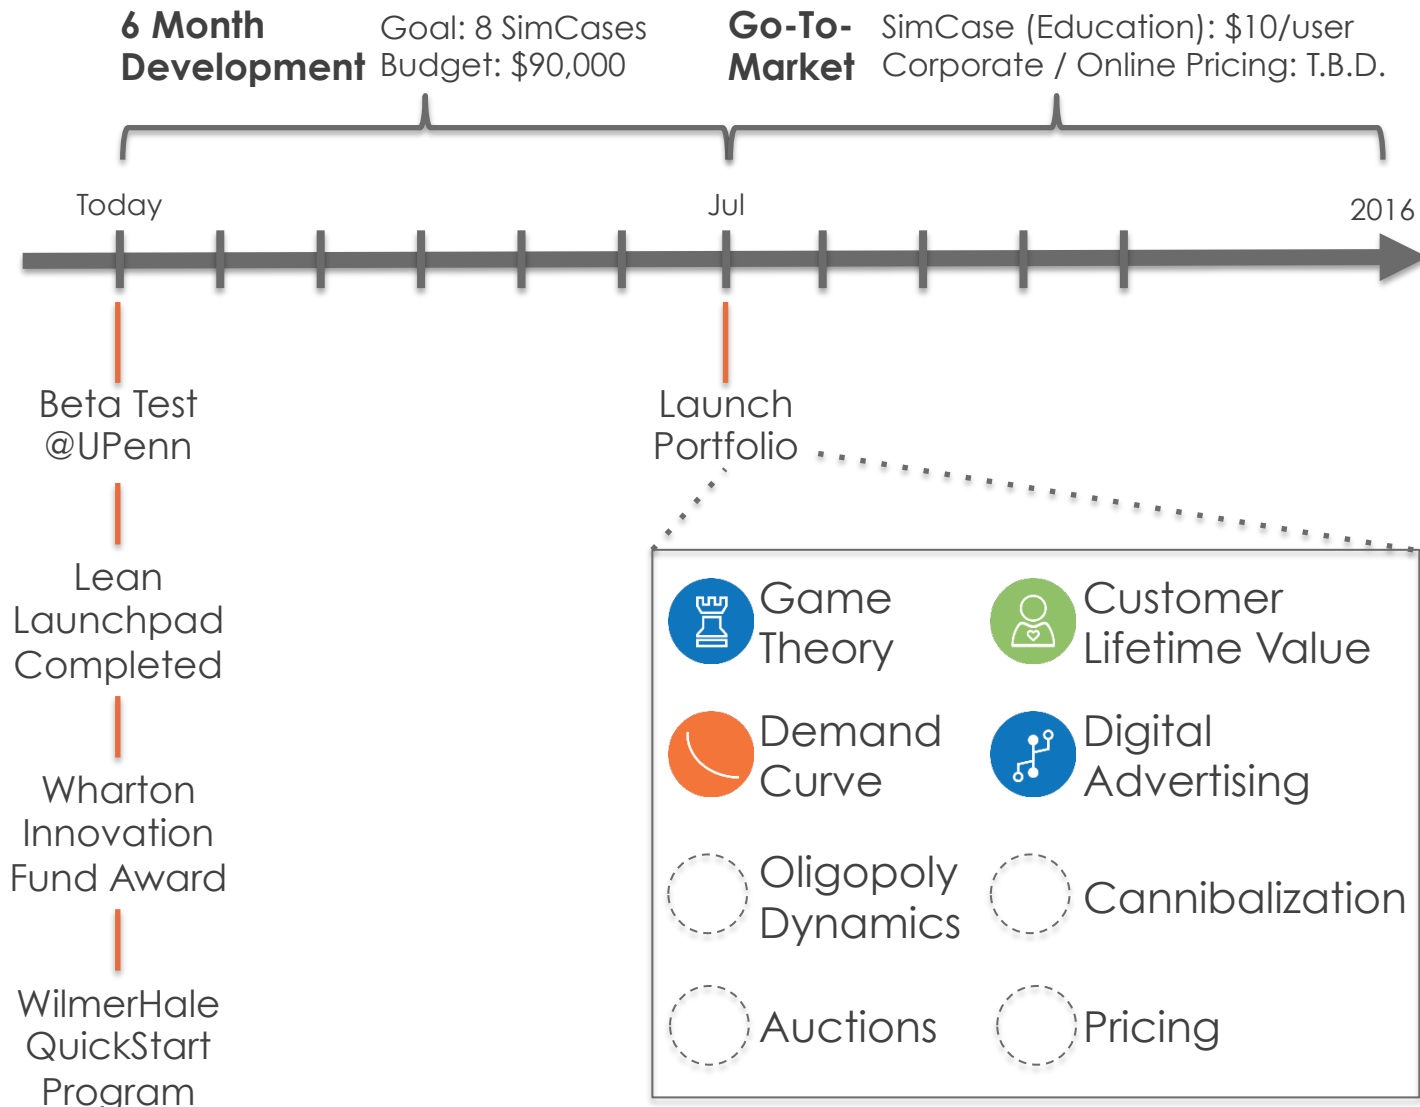 6 Month
Development
Goal: 8 SimCases
Budget: $90,000
Go-To-
Market
SimCase (Education): $10/user
Corporate / Online Pricing: T.B.D.
Today
Jul
2016
Beta Test
@UPenn
Lean
Launchpad
Completed
Wharton
Innovation
Fund Award
WilmerHale
QuickStart
Program
Launch
Portfolio
Game
Theory
Customer
Lifetime Value
Demand
Curve
Digital
Advertising
Oligopoly
Dynamics
Cannibalization
Auctions
Pricing